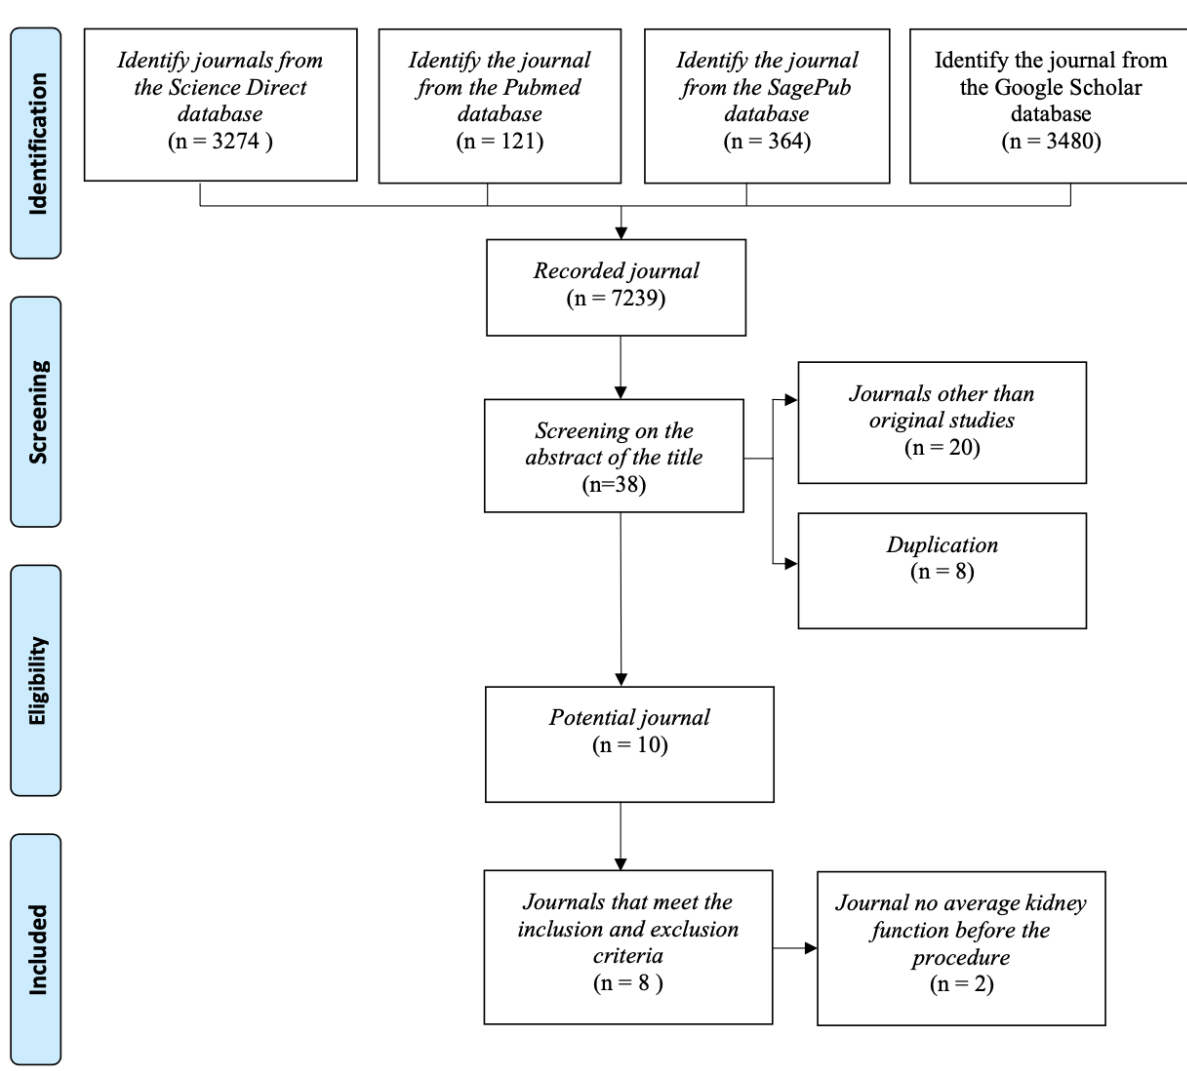 Identification
Identify journals from
the Science Direct
database
(n = 3274 )
Identify the journal
from the Pubmed
database
(n = 121)
Identify the journal
from the SagePub
database
(n = 364)
Identify the journal from
the Google Scholar
database
(n = 3480)
Recorded journal
(n = 7239)
Screening
Screening on the
abstract of the title
(n=38)
Journals other than
original studies
(n = 20)
Duplication
(n = 8)
Eligibility
Potential journal
(n = 10)
Included
Journals that meet the
inclusion and exclusion
criteria
(n = 8 )
Journal no average kidney
function before the
procedure
(n = 2)